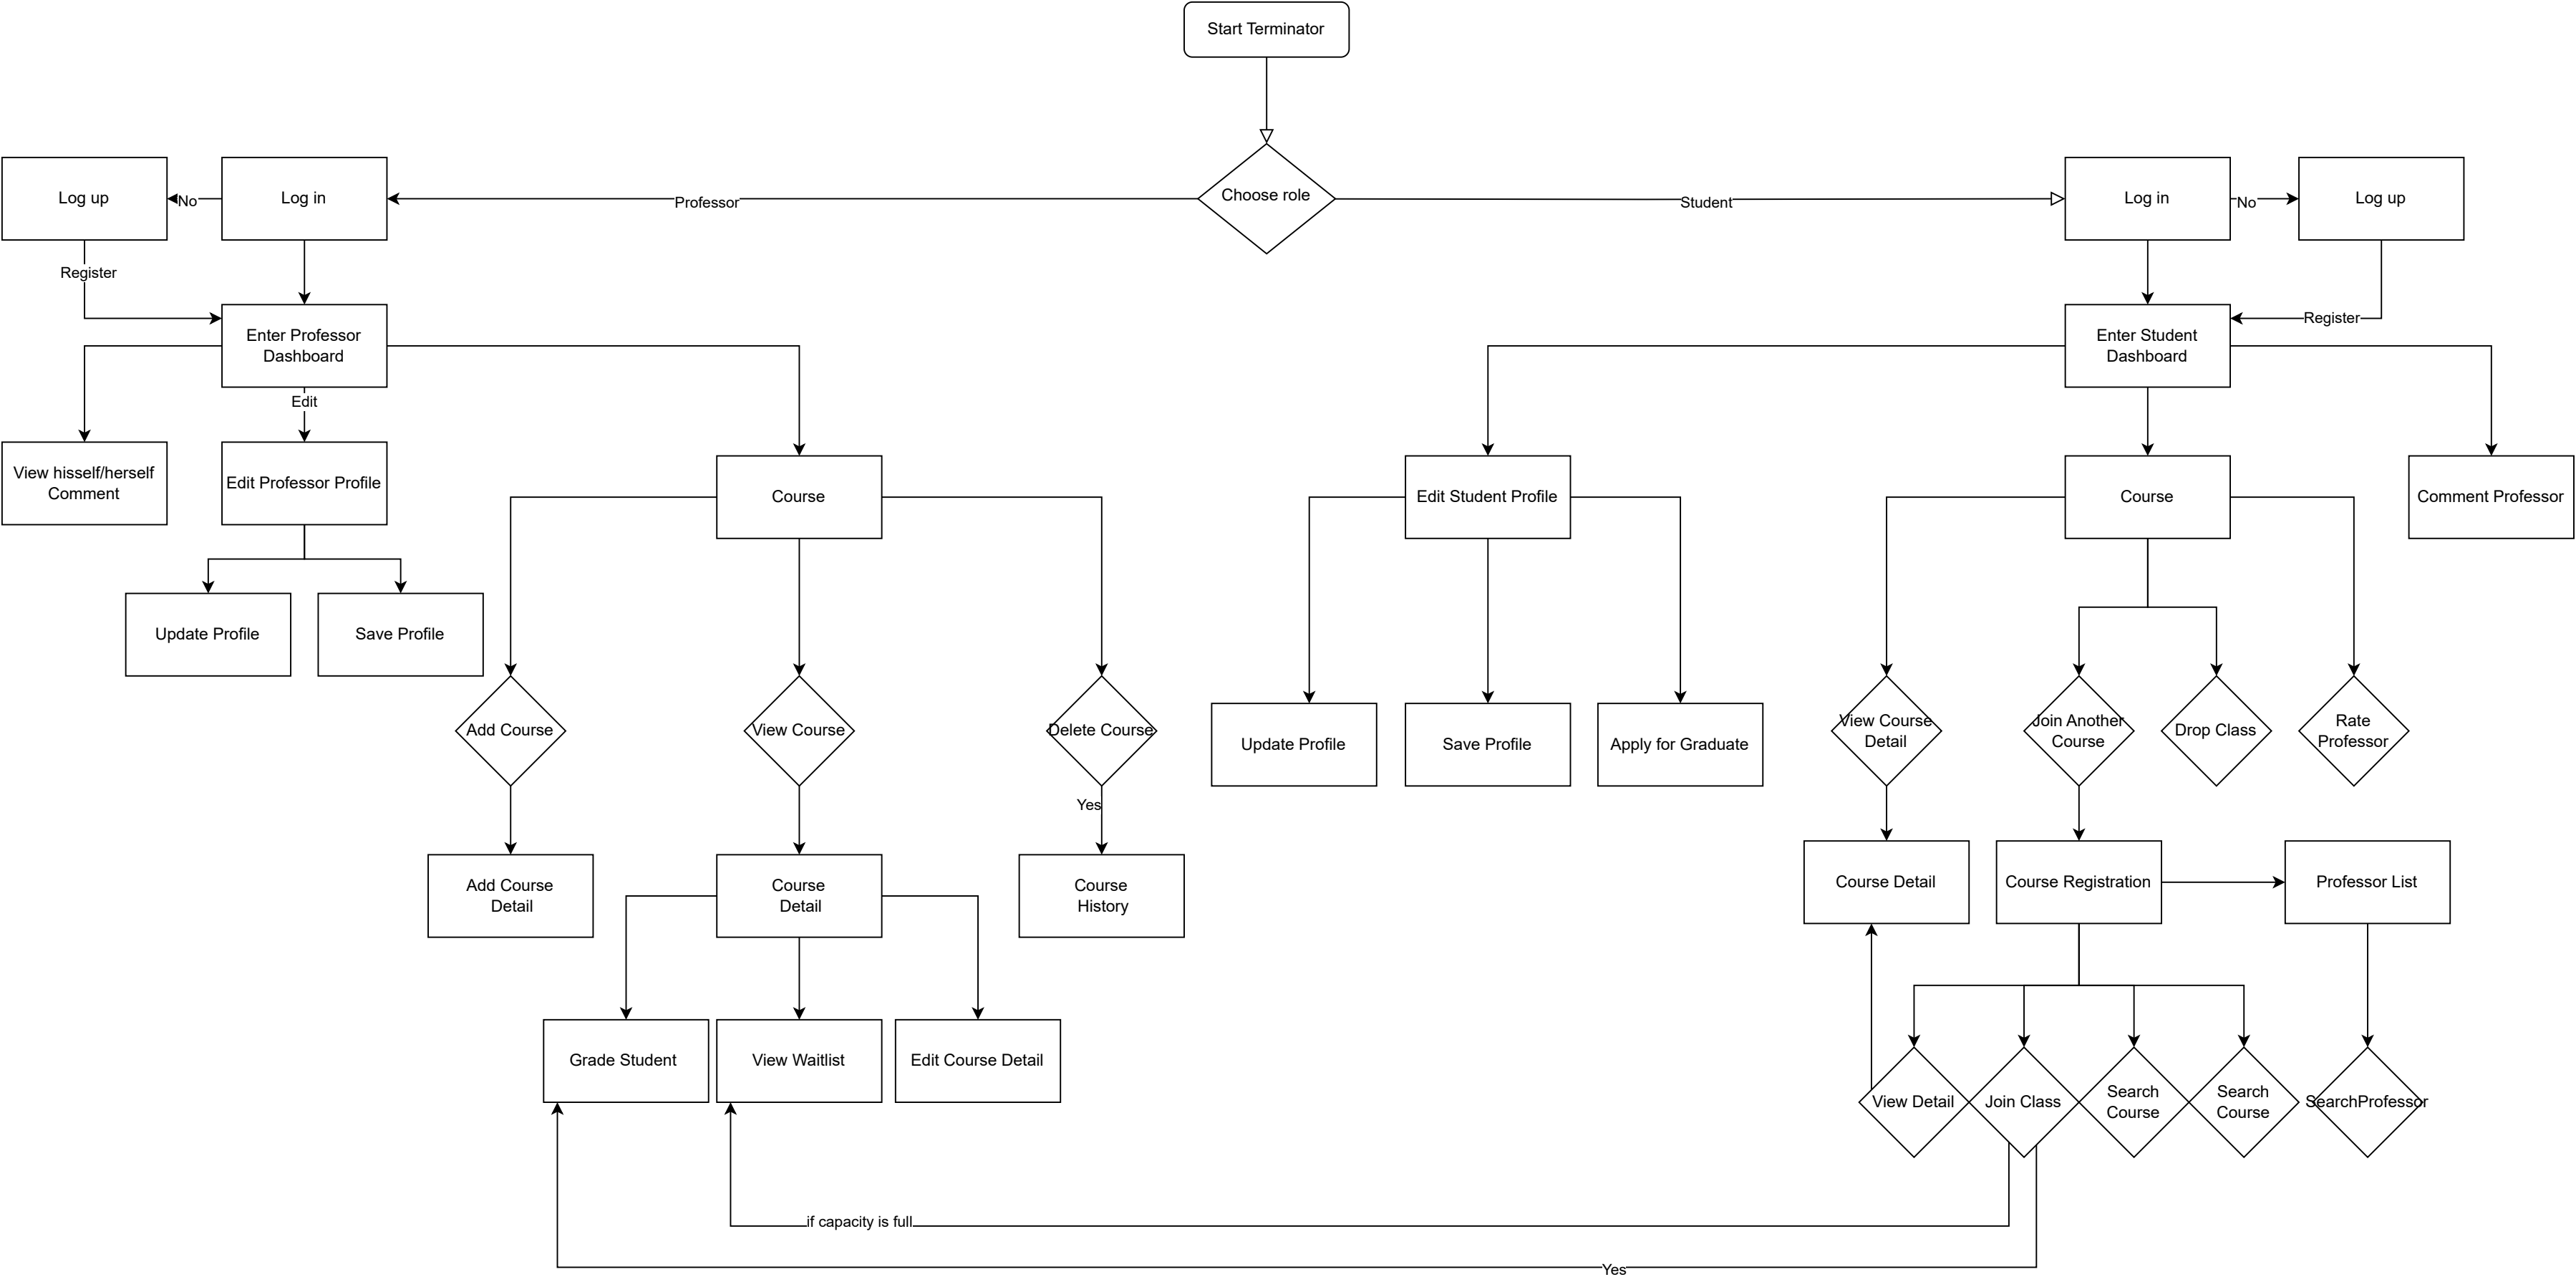 Start Terminator
Log up
No
Log in
Professor
Choose role
Student
Log in
No
Log up
Register
Register
Enter Professor
Dashboard
Enter Student
Dashboard
Edit
View hisself/herself
Comment
Edit Professor Profile
Course
Edit Student Profile
Course
Comment Professor
Update Profile
Save Profile
Add Course
View Course
Delete Course
Update Profile
Save Profile
Apply for Graduate
View Course
Detail
Join Another
Course
Drop Class
Rate
Professor
Yes
Add Course
Detail
Course
Detail
Course
History
Course Detail
Course Registration
Professor List
Grade Student
View Waitlist
Edit Course Detail
View Detail
Join Class
Search
Course
Search
Course
SearchProfessor
if capacity is full
Yes